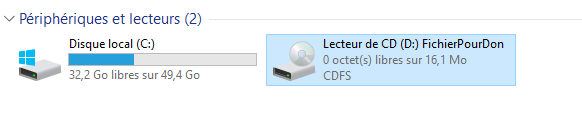 Périphériques et lecteurs (2)
Disque local (C:)
32,2 Go libres sur 49,4 Go
Lecteur de CD (D:) FichierPourDon
0 octet(s) libres sur 16,1 Mo
CDFS